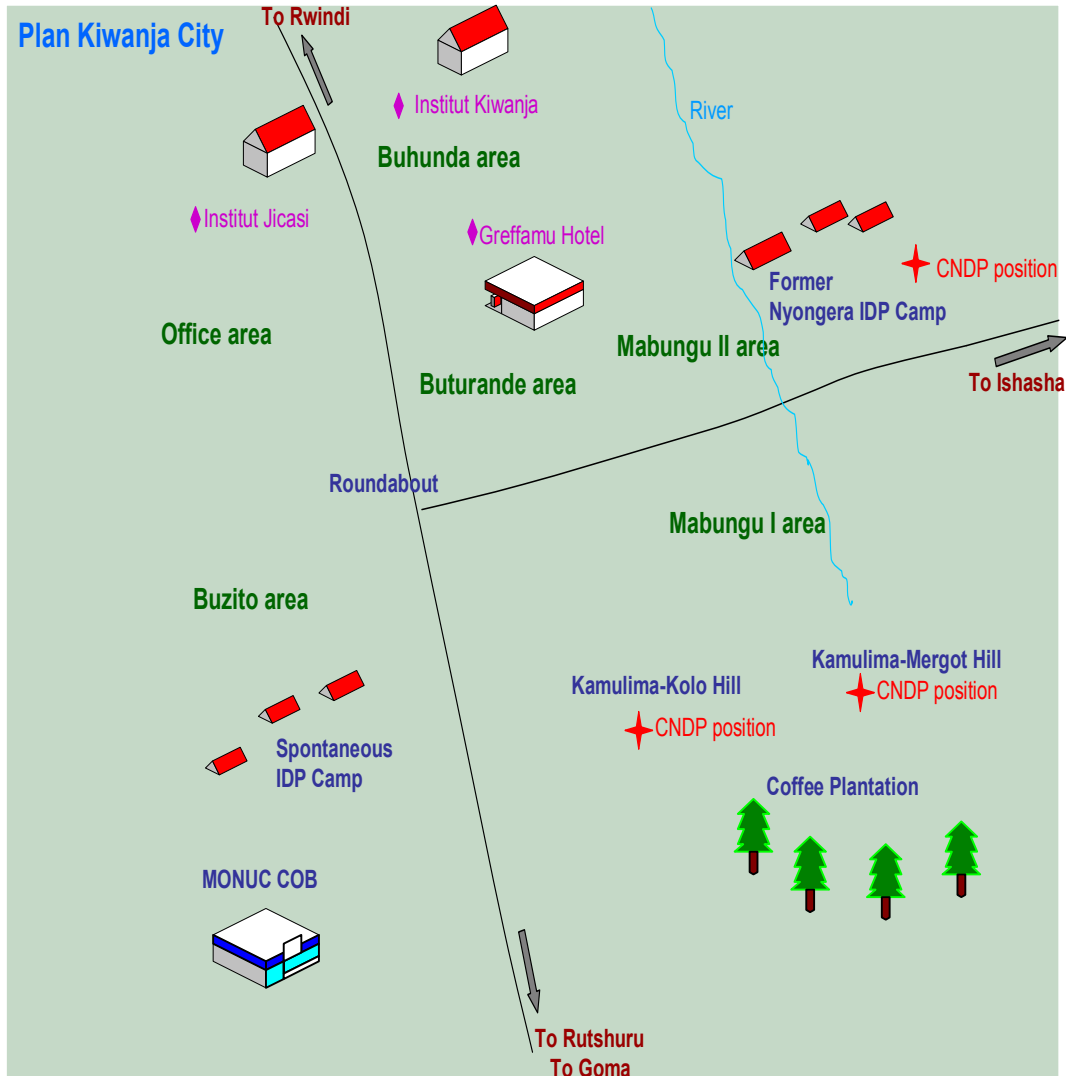 To Rwindi
Plan Kiwanja City
Institut Kiwanja
River
Buhunda area
Institut Jicasi
Greffamu Hotel
CNDP position
Former
Nyongera IDP Camp
Office area
Mabungu II area
Buturande area
To Ishasha
Roundabout
Mabungu I area
Buzito area
Kamulima-Mergot Hill
CNDP position
Kamulima-Kolo Hill
CNDP position
Spontaneous
IDP Camp
Coffee Plantation
MONUC COB
To Rutshuru
To Goma